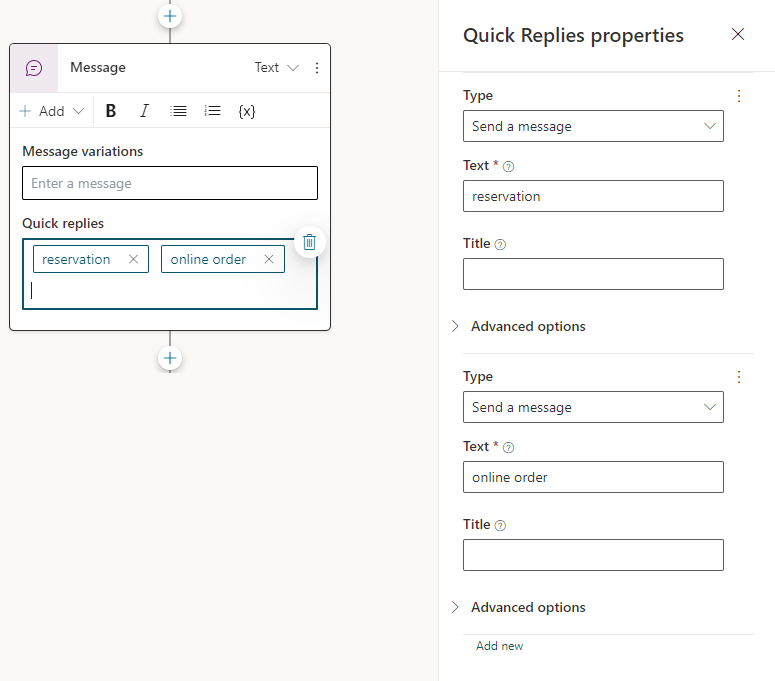 Message
Text
Add
B
I
{x}
Message variations
Enter a message
Quick replies
reservation
online order
Quick Replies properties
Type
Send a message
Text *
reservation
Title
Advanced options
Type
Send a message
Text *
online order
Title
Advanced options
Add new